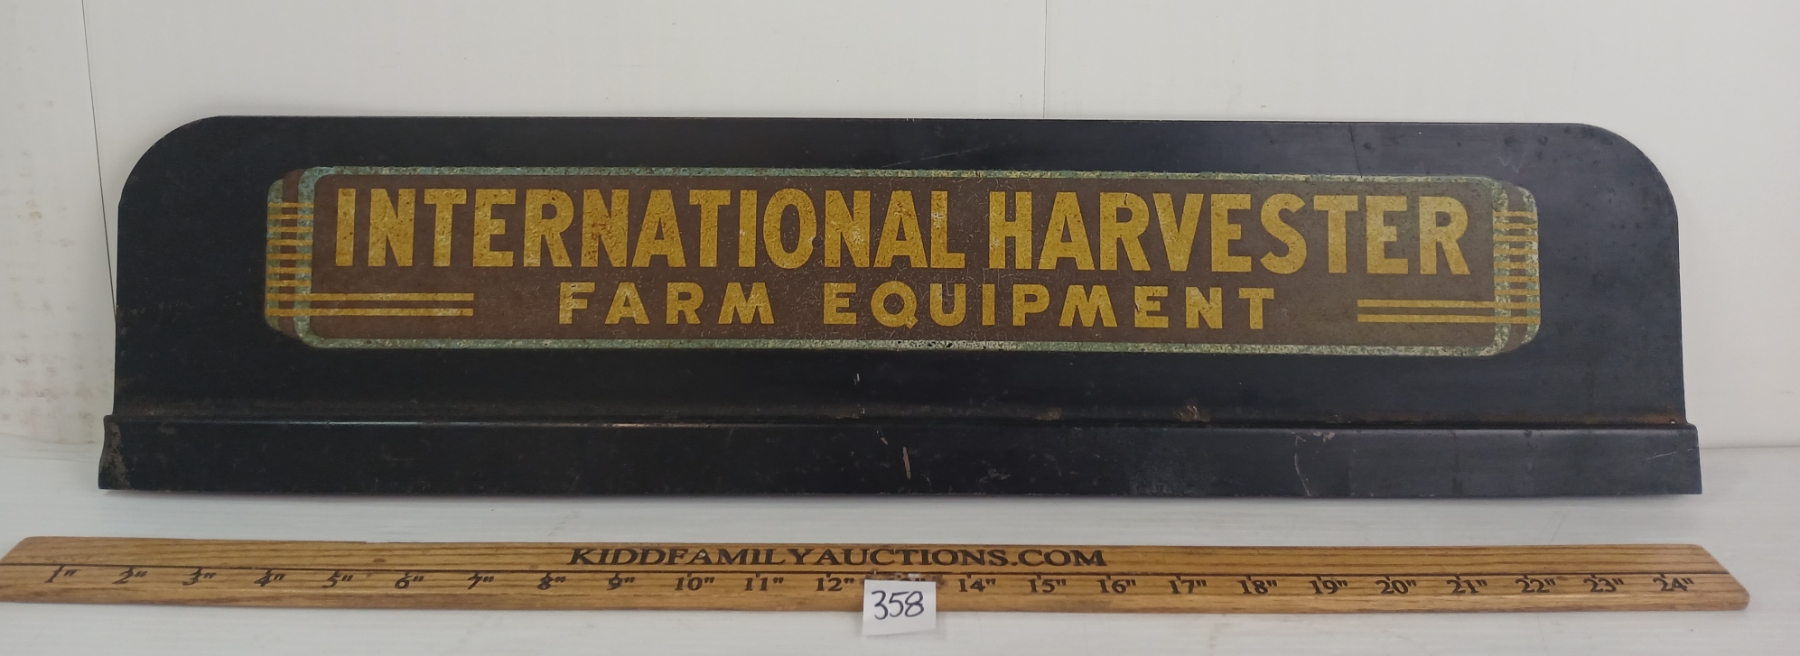 INTERNATIONAL HARVESTER
FARM EQUIPMENT
KIDDFAMILYAUCTIONS.COM
1" 2" 3" 4" 5" 6" 7" 8" 9" 10" 11" 12" 14" 15" 16" 17" 18" 19" 20" 21" 22" 23" 24"
358